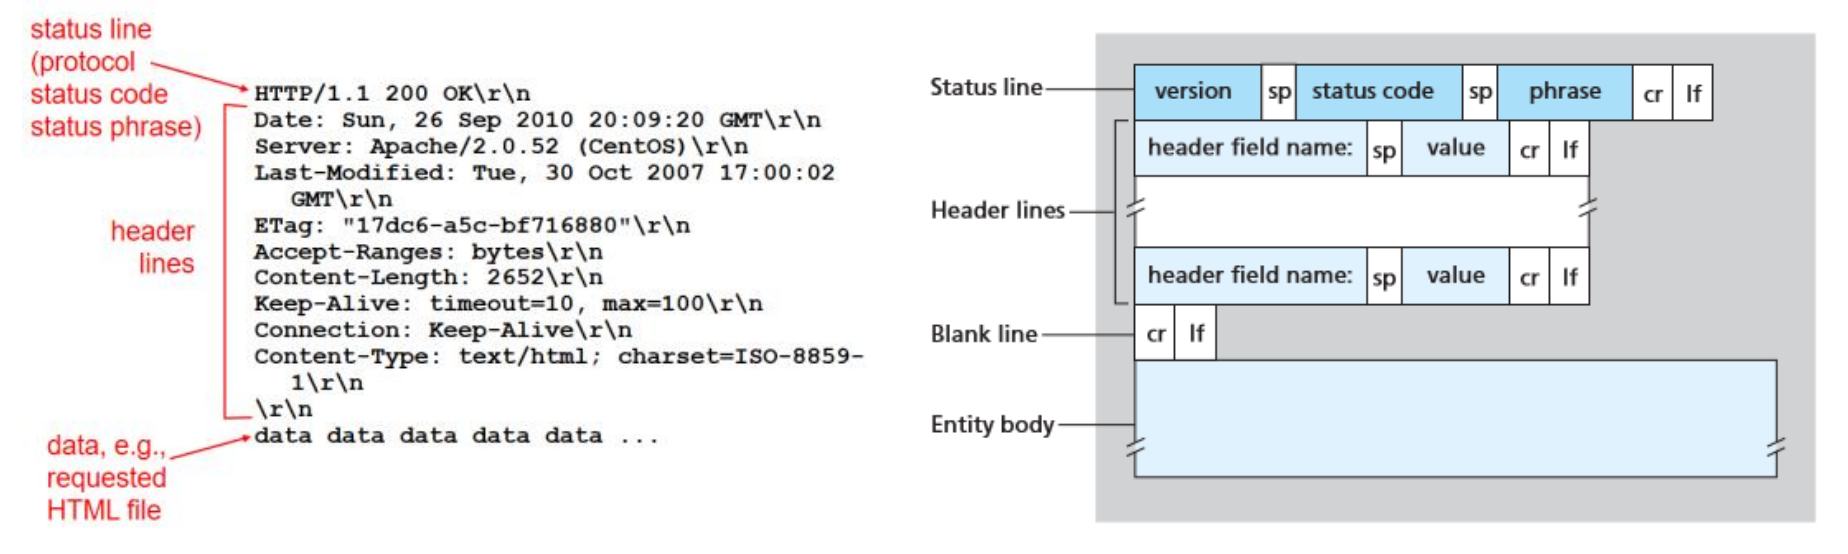 status line
(protocol
status code
status phrase)
HTTP/1.1 200 OK\r\n
Date: Sun, 26 Sep 2010 20:09:20 GMT\r\n
Server: Apache/2.0.52 (CentOS)\r\n
Last-Modified: Tue, 30 Oct 2007 17:00:02
GMT\r\n
ETag: "17dc6-a5c-bf716880"\r\n
Accept-Ranges: bytes\r\n
Content-Length: 2652\r\n
Keep-Alive: timeout=10, max=100\r\n
Connection: Keep-Alive\r\n
Content-Type: text/html; charset=ISO-8859-
1\r\n
\r\n
data data data data data ...
header
lines
data, e.g.,
requested
HTML file
Status line
version sp status code sp phrase cr lf
header field name: sp value cr lf
Header lines
header field name: sp value cr lf
Blank line
cr lf
Entity body